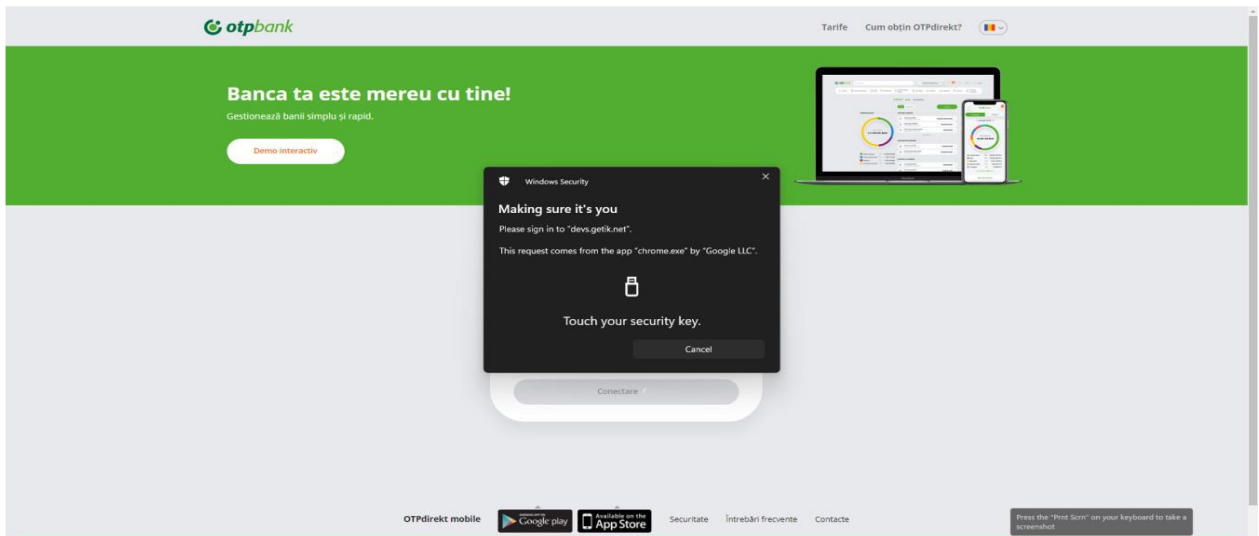 otpbank
Tarife
Cum obțin OTPdirekt?
Banca ta este mereu cu tine!
Gestionează banii simplu și rapid.
Demo interactiv
Windows Security
Making sure it's you
Please sign in to "devs.getik.net".
This request comes from the app "chrome.exe" by "Google LLC".
Touch your security key.
Cancel
Conectare
OTPdirekt mobile
Google play
Available on the
App Store
Securitate
Întrebări frecvente
Contacte
Press the "Prnt Scrn" on your keyboard to take a
screenshot